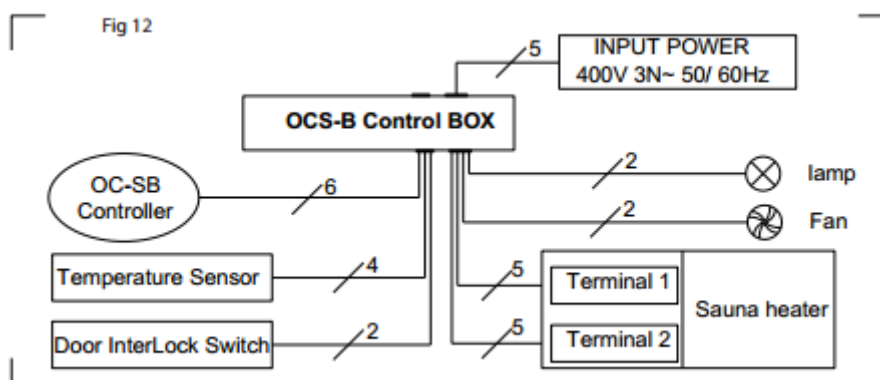 Fig 12
5
INPUT POWER
400V 3N~ 50/ 60Hz
OCS-B Control BOX
OC-SB
Controller
6
2
lamp
2
Fan
Temperature Sensor
4
5
Terminal 1
Sauna heater
Door InterLock Switch
2
5
Terminal 2